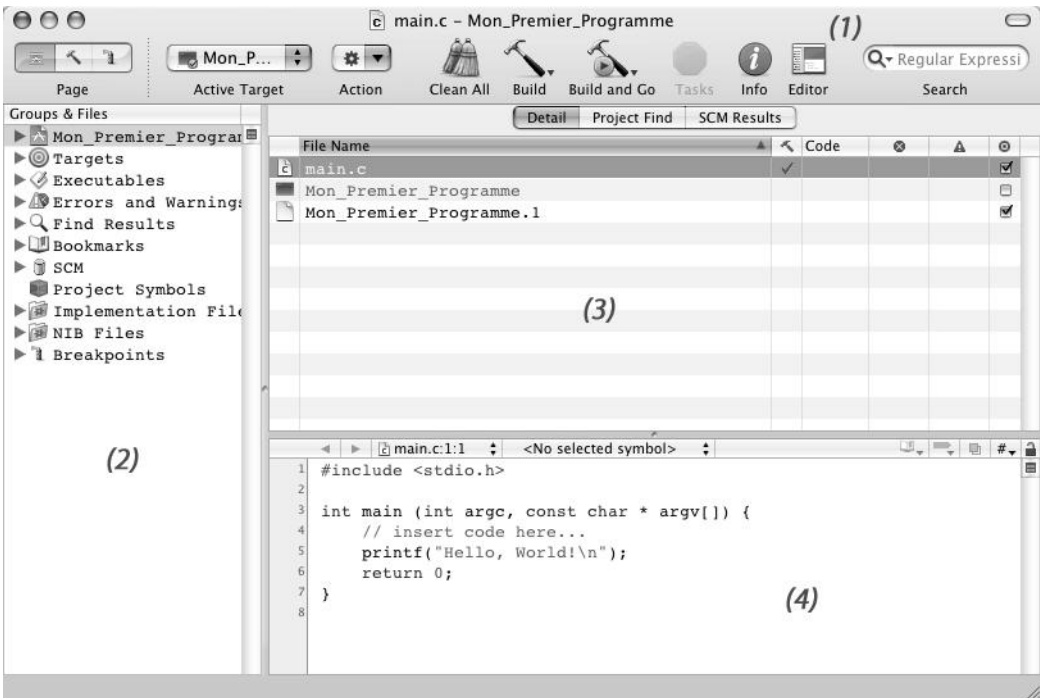 main.c – Mon_Premier_Programme
(1)
Mon_P...
Regular Expressi
Page
Active Target
Action
Clean All
Build
Build and Go
Tasks
Info
Editor
Search
Groups & Files
Detail
Project Find
SCM Results
Mon_Premier_Program
Targets
Executables
Errors and Warnings
Find Results
Bookmarks
SCM
Project Symbols
Implementation File
NIB Files
Breakpoints
(2)
File Name
Code
main.c
Mon_Premier_Programme
Mon_Premier_Programme.1
(3)
main.c:1:1
<No selected symbol>
#
1 #include <stdio.h>
2
3 int main (int argc, const char * argv[]) {
4 // insert code here...
5 printf("Hello, World!\n");
6 return 0;
7 }
8
(4)